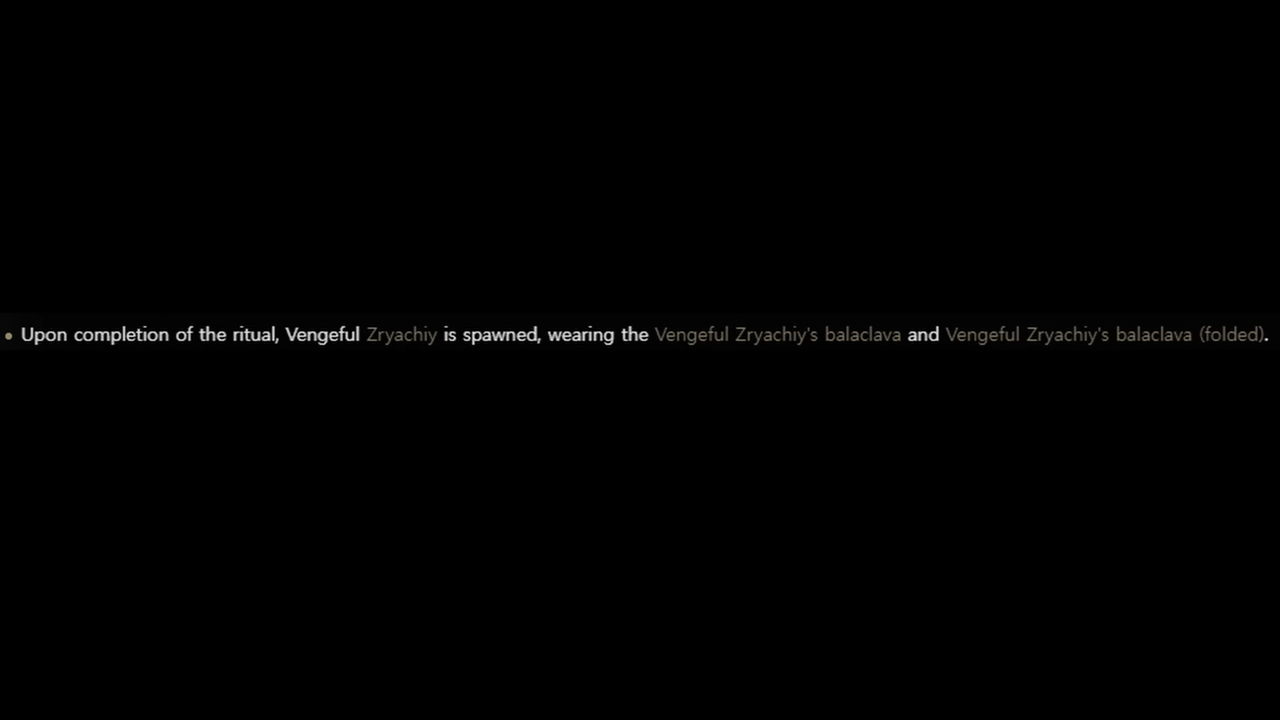 • Upon completion of the ritual, Vengeful Zryachiy is spawned, wearing the Vengeful Zryachiy's balaclava and Vengeful Zryachiy's balaclava (folded).